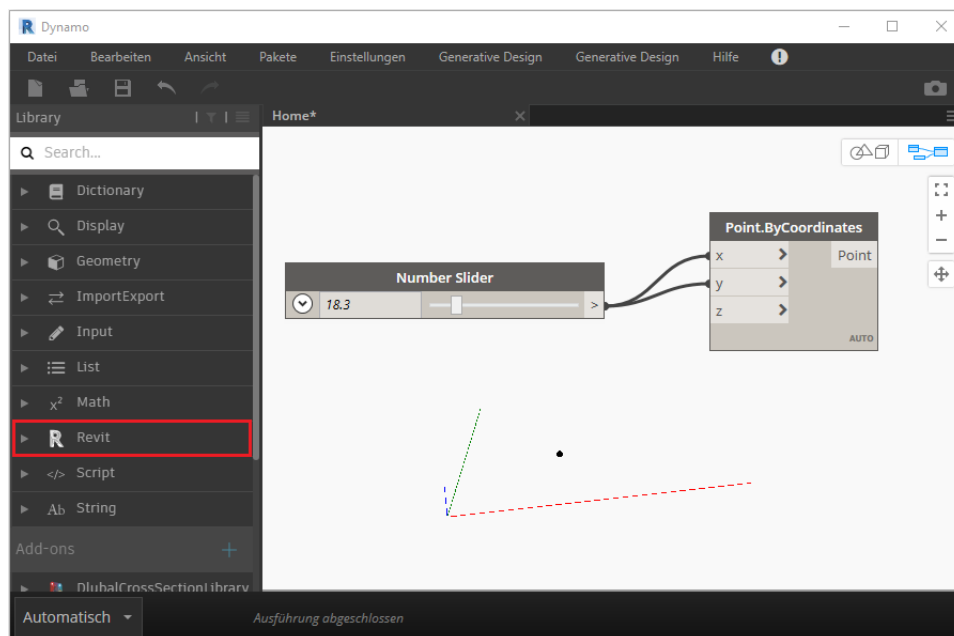 Dynamo
Datei Bearbeiten Ansicht Pakete Einstellungen Generative Design Generative Design Hilfe
Library
Home*
Search...
Dictionary
Display
Geometry
ImportExport
Input
List
Math
Revit
Script
String
Add-ons
DlubalCrossSectionLibrary
Number Slider
18.3 >
Point.ByCoordinates
x > Point
y >
z >
AUTO
Automatisch Ausführung abgeschlossen